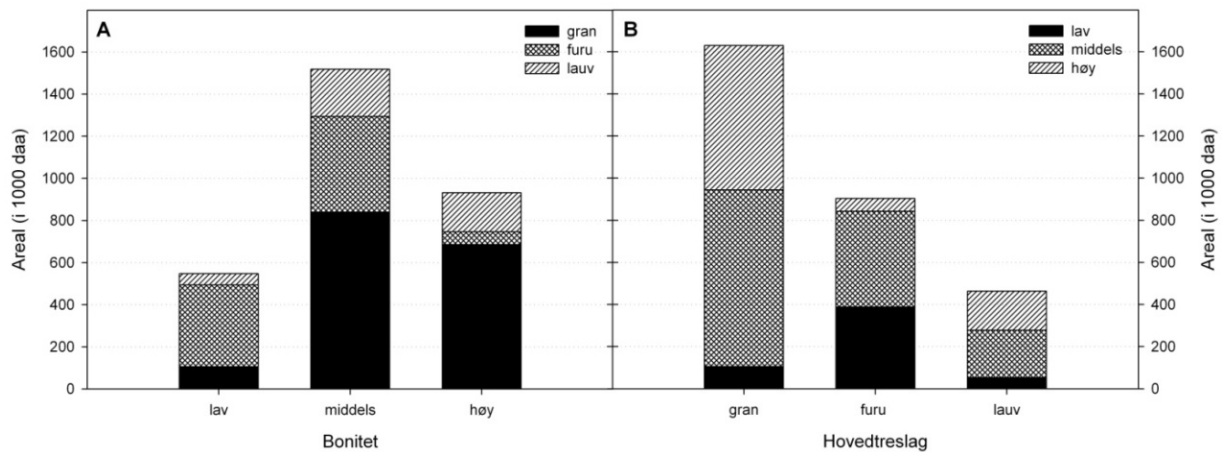 A
gran
furu
lauv
Areal (i 1000 daa)
1600
1400
1200
1000
800
600
400
200
0
lav
middels
høy
Bonitet
B
lav
middels
høy
1600
1400
1200
1000
800
600
400
200
0
Areal (i 1000 daa)
gran
furu
lauv
Hovedtreslag